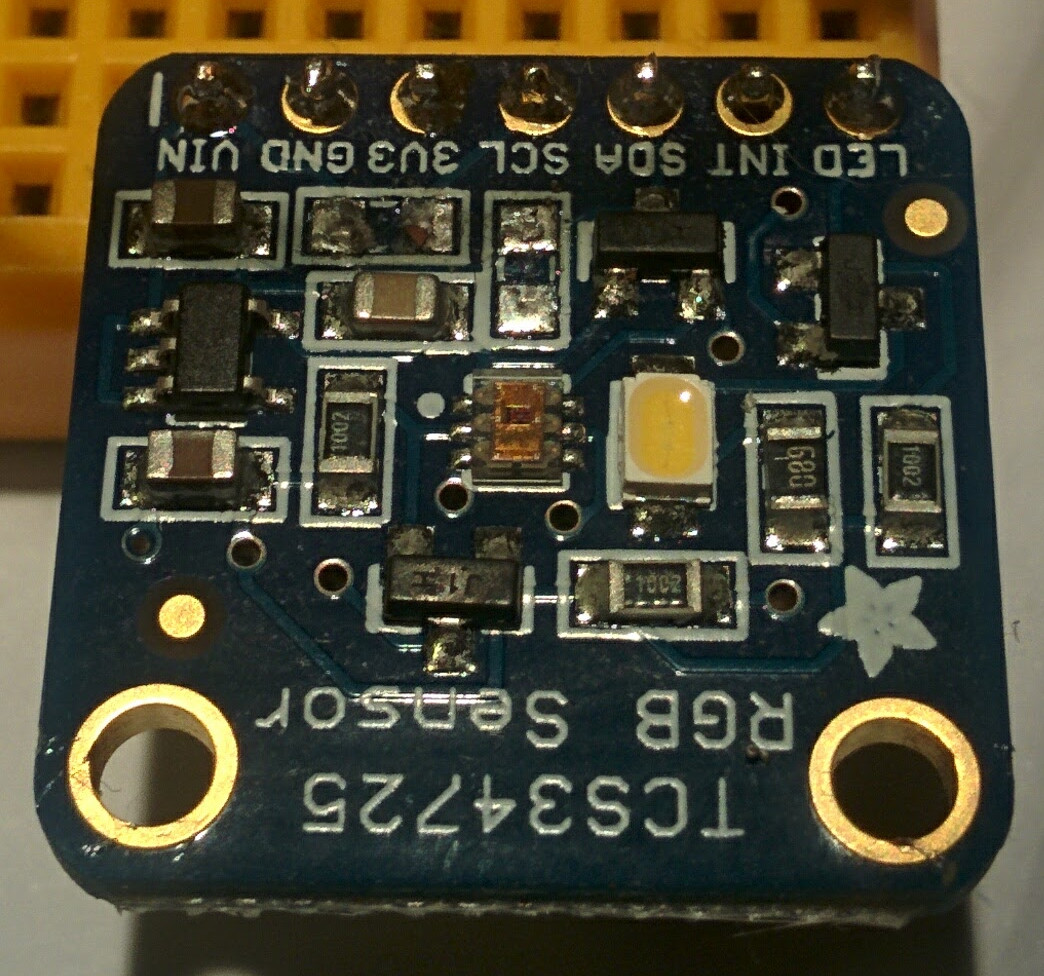 TCS34725
RGB Sensor
1002
1002
680
1002
LED INT SDA SCL 3V3 GND VIN